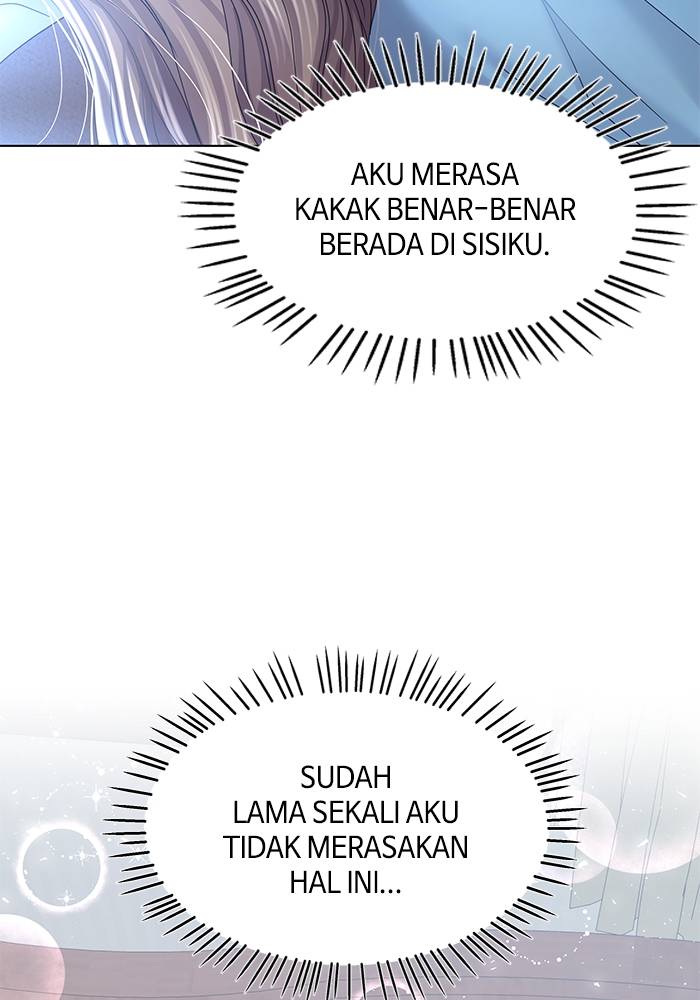 AKU MERASA
KAKAK BENAR-BENAR
BERADA DI SISIKU.
SUDAH
LAMA SEKALI AKU
TIDAK MERASAKAN
HAL INI...